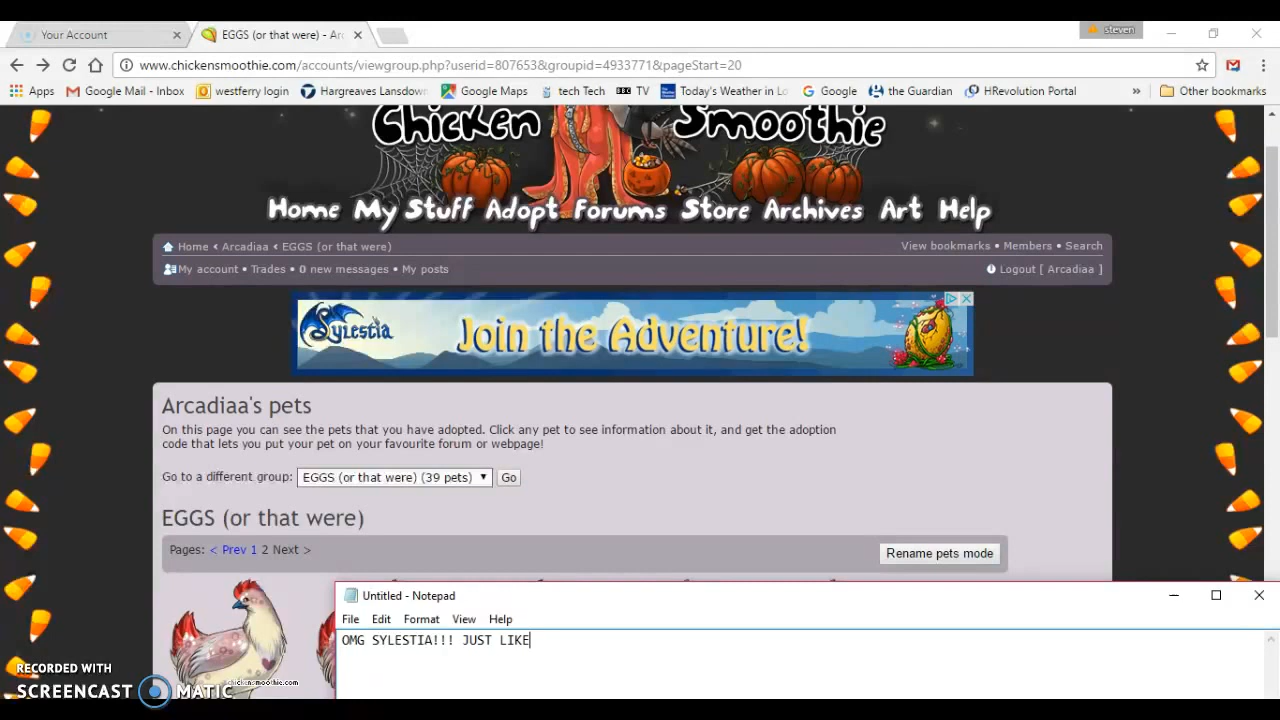 Your Account
EGGS (or that were) - Arc
steven
www.chickensmoothie.com/accounts/viewgroup.php?userid=807653&groupid=4933771&pageStart=20
Apps Google Mail - Inbox westferry login Hargreaves Lansdown Google Maps tech Tech BBC TV Today's Weather in Lo Google the Guardian HRevolution Portal » Other bookmarks
Chicken Smoothie
Home My Stuff Adopt Forums Store Archives Art Help
Home ‹ Arcadiaa ‹ EGGS (or that were)
View bookmarks • Members • Search
My account • Trades • 0 new messages • My posts
Logout [ Arcadiaa ]
Sylestia Join the Adventure!
Arcadiaa's pets
On this page you can see the pets that you have adopted. Click any pet to see information about it, and get the adoption
code that lets you put your pet on your favourite forum or webpage!
Go to a different group: EGGS (or that were) (39 pets) Go
EGGS (or that were)
Pages: < Prev 1 2 Next >
Rename pets mode
Untitled - Notepad
File Edit Format View Help
OMG SYLESTIA!!! JUST LIKE
chickensmoothie.com
RECORDED WITH
SCREENCAST MATIC